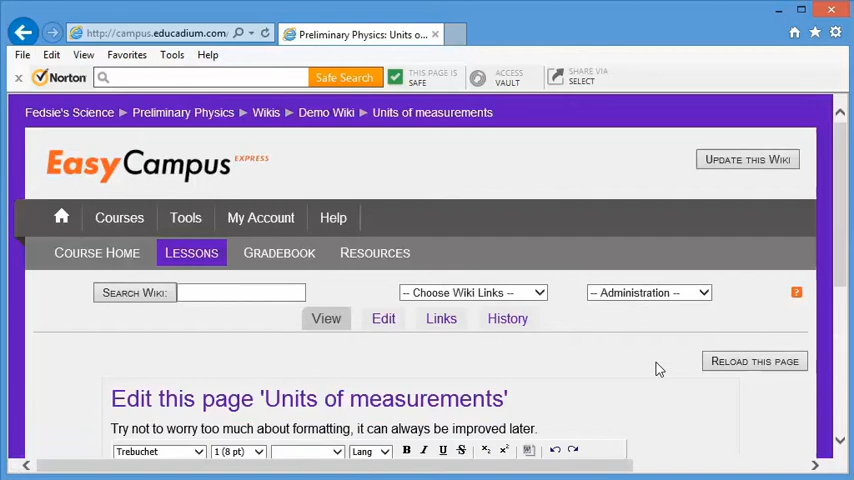 http://campus.educadium.com/
Preliminary Physics: Units o...
File Edit View Favorites Tools Help
Norton Safe Search THIS PAGE IS SAFE ACCESS VAULT SHARE VIA SELECT
Fedsie's Science Preliminary Physics Wikis Demo Wiki Units of measurements
EasyCampus EXPRESS
UPDATE THIS WIKI
Courses Tools My Account Help
COURSE HOME LESSONS GRADEBOOK RESOURCES
SEARCH WIKI: -- Choose Wiki Links -- -- Administration -- ?
View Edit Links History
RELOAD THIS PAGE
Edit this page 'Units of measurements'
Try not to worry too much about formatting, it can always be improved later.
Trebuchet 1 (8 pt) Lang B I U S x₂ x²